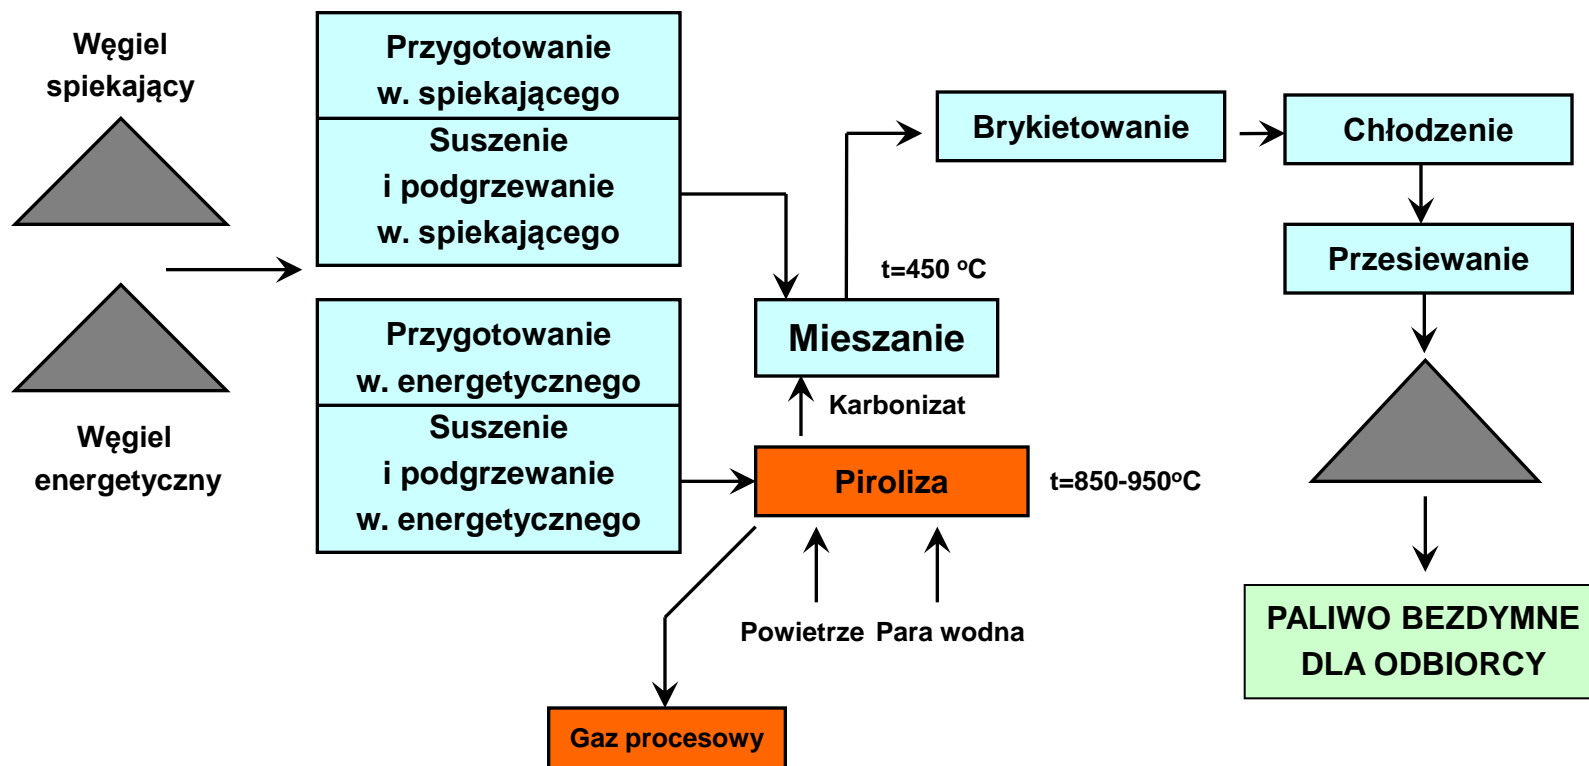 Węgiel
spiekający
Przygotowanie
w. spiekającego
Suszenie
i podgrzewanie
w. spiekającego
Brykietowanie
Chłodzenie
Przesiewanie
t=450 °C
Mieszanie
Przygotowanie
w. energetycznego
Karbonizat
Węgiel
energetyczny
Suszenie
i podgrzewanie
w. energetycznego
Piroliza
t=850-950°C
Powietrze
Para wodna
PALIWO BEZDYMNE
DLA ODBIORCY
Gaz procesowy